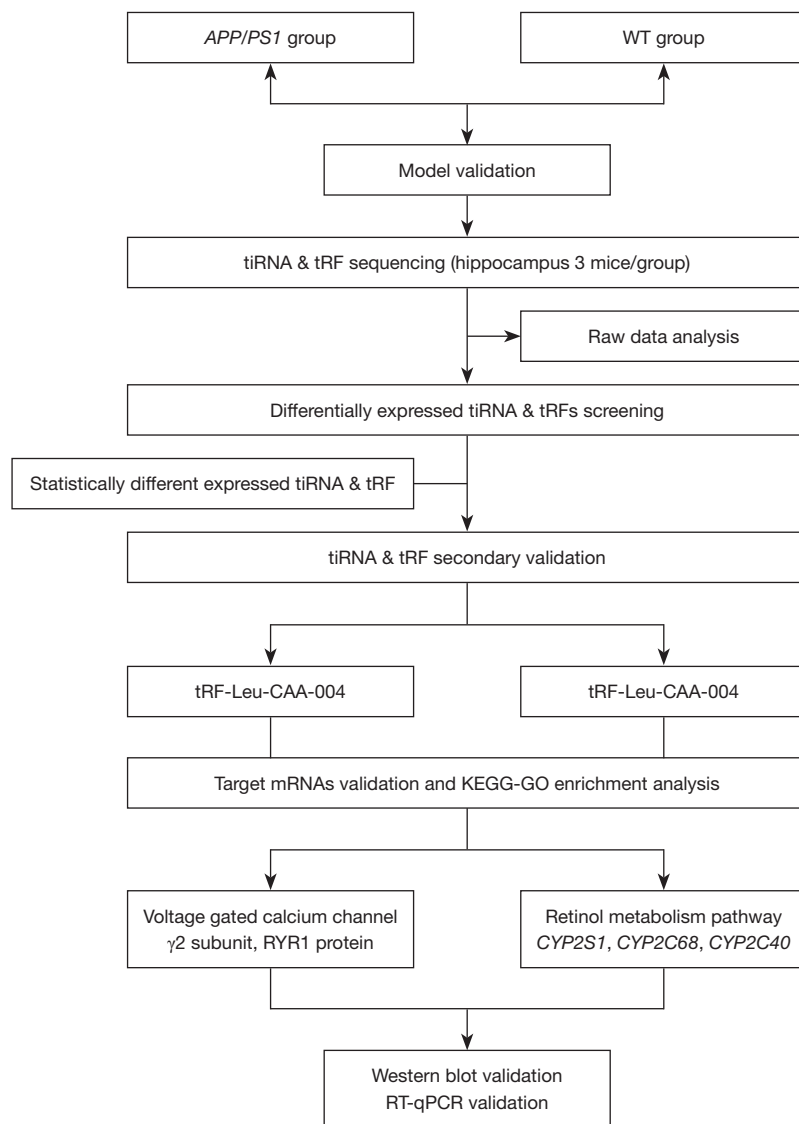 APP/PS1 group
WT group
Model validation
tiRNA & tRF sequencing (hippocampus 3 mice/group)
Raw data analysis
Differentially expressed tiRNA & tRFs screening
Statistically different expressed tiRNA & tRF
tiRNA & tRF secondary validation
tRF-Leu-CAA-004
tRF-Leu-CAA-004
Target mRNAs validation and KEGG-GO enrichment analysis
Voltage gated calcium channel
γ2 subunit, RYR1 protein
Retinol metabolism pathway
CYP2S1, CYP2C68, CYP2C40
Western blot validation
RT-qPCR validation